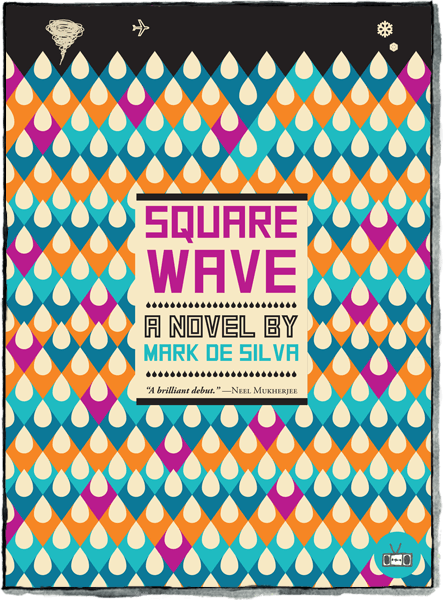 SQUARE
WAVE
A NOVEL BY
MARK DE SILVA
“A brilliant debut.” —NEEL MUKHERJEE